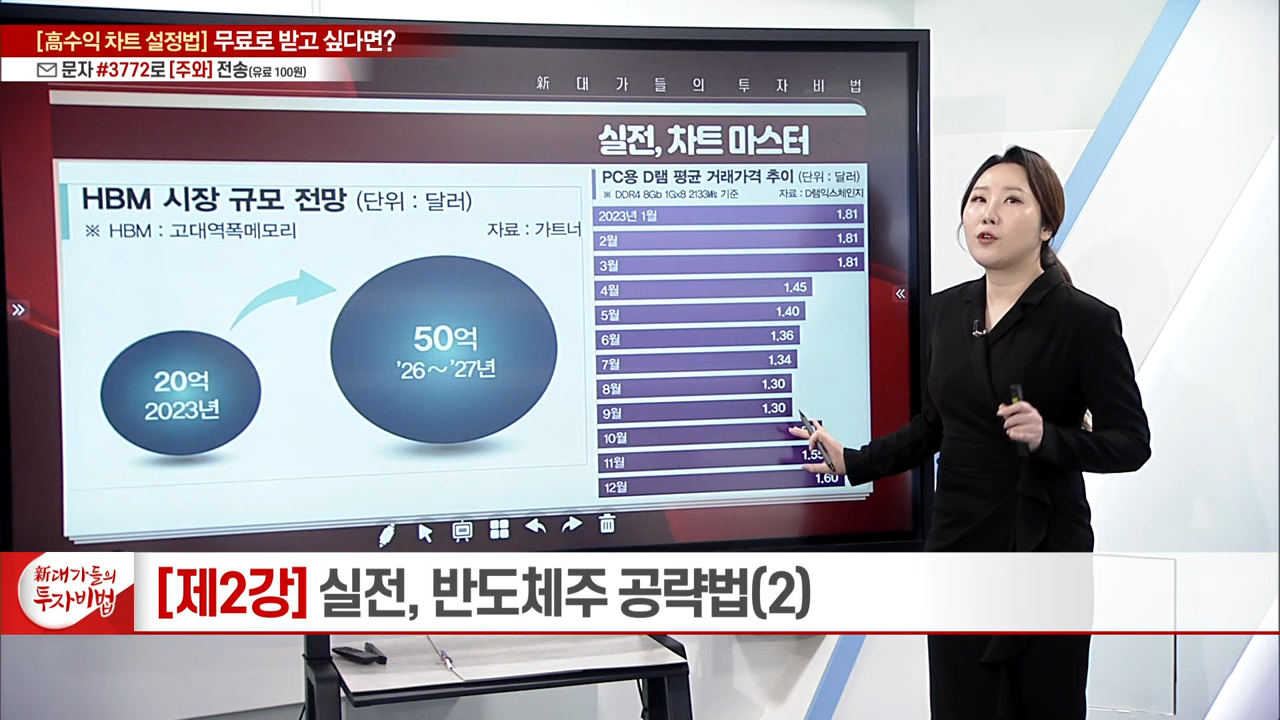 [高수익 차트 설정법] 무료로 받고 싶다면?
문자 #3772로 [주와] 전송(유료 100원)
新 대 가 들 의 투 자 비 법
실전, 차트 마스터
HBM 시장 규모 전망 (단위 : 달러)
※ HBM : 고대역폭메모리
자료 : 가트너
20억
2023년
50억
'26~'27년
PC용 D램 평균 거래가격 추이 (단위 : 달러)
※ DDR4 8Gb 1Gx8 2133㎒ 기준
자료 : D램익스체인지
2023년 1월 1.81
2월 1.81
3월 1.81
4월 1.45
5월 1.40
6월 1.36
7월 1.34
8월 1.30
9월 1.30
10월
11월 1.55
12월 1.60
新대가들의
투자비법
[제2강] 실전, 반도체주 공략법(2)